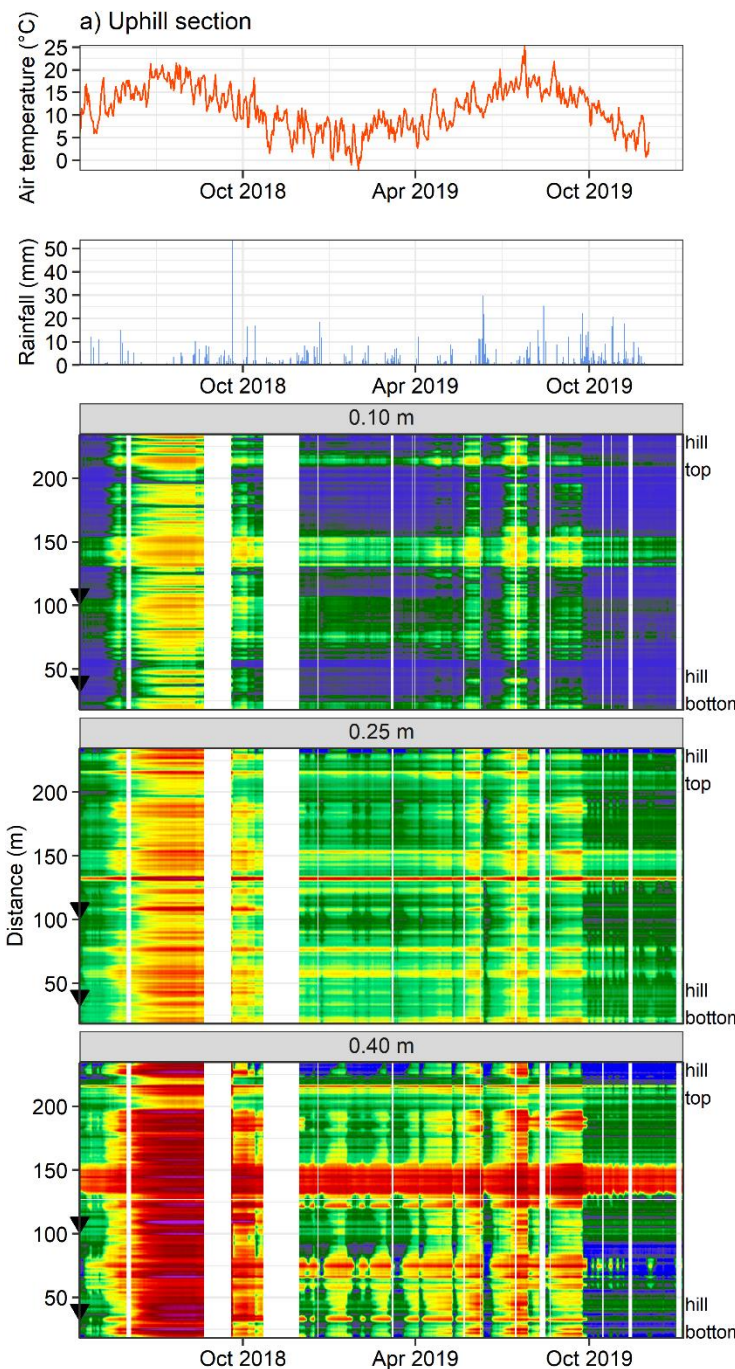 a) Uphill section
Air temperature (°C)
25
20
15
10
5
0
Oct 2018 Apr 2019 Oct 2019
Rainfall (mm)
50
40
30
20
10
0
Oct 2018 Apr 2019 Oct 2019
Distance (m)
0.10 m
200
150
100
50
hill
top
hill
botton
0.25 m
200
150
100
50
hill
top
hill
botton
0.40 m
200
150
100
50
hill
top
hill
botton
Oct 2018 Apr 2019 Oct 2019